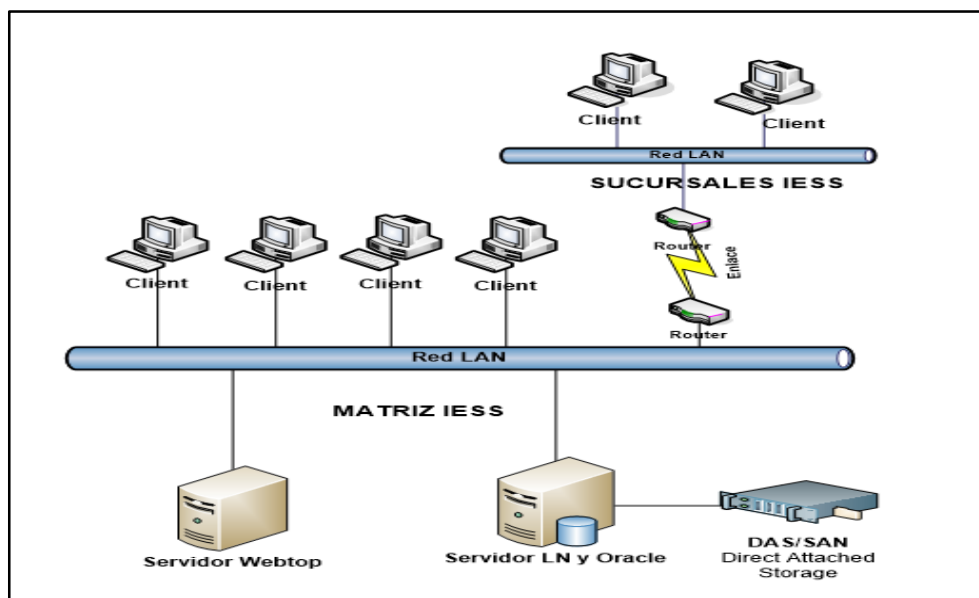 Client
Client
Red LAN
SUCURSALES IESS
Router
Enlace
Client
Client
Client
Client
Router
Red LAN
MATRIZ IESS
Servidor Webtop
Servidor LN y Oracle
DAS/SAN
Direct Attached
Storage